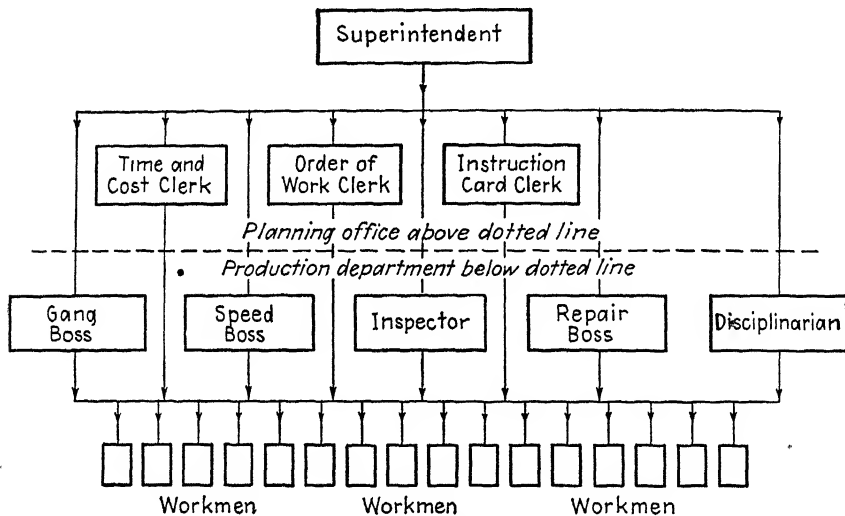 Superintendent
Time and
Cost Clerk
Order of
Work Clerk
Instruction
Card Clerk
Planning office above dotted line
Production department below dotted line
Gang
Boss
Speed
Boss
Inspector
Repair
Boss
Disciplinarian
Workmen
Workmen
Workmen